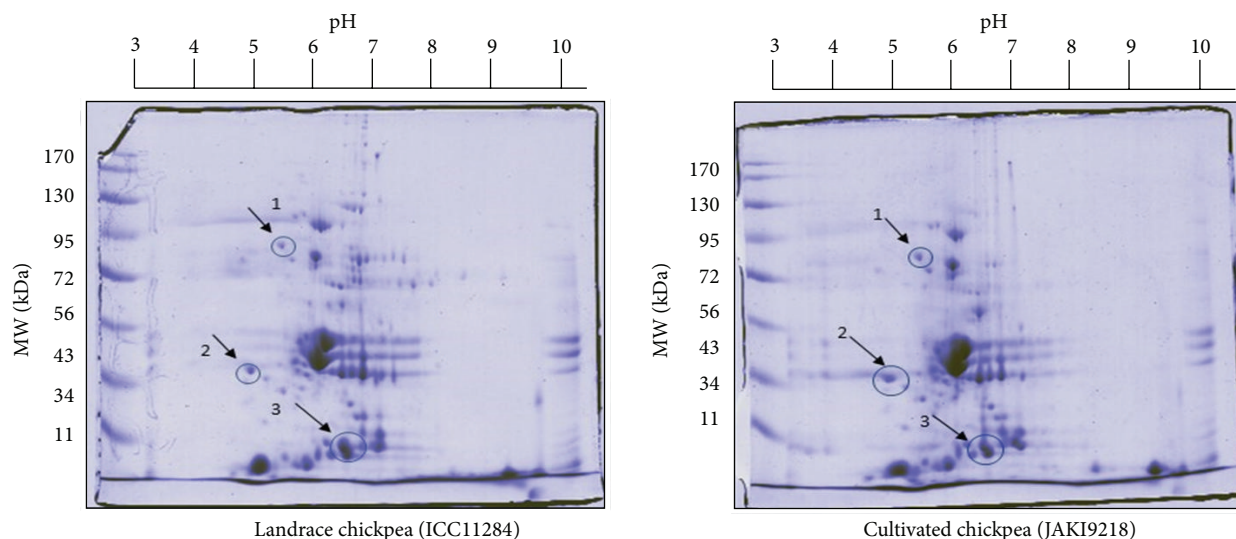 pH
3 4 5 6 7 8 9 10
MW (kDa)
170
130
95
72
56
43
34
11
1
2
3
Landrace chickpea (ICC11284)
pH
3 4 5 6 7 8 9 10
MW (kDa)
170
130
95
72
56
43
34
11
1
2
3
Cultivated chickpea (JAKI9218)